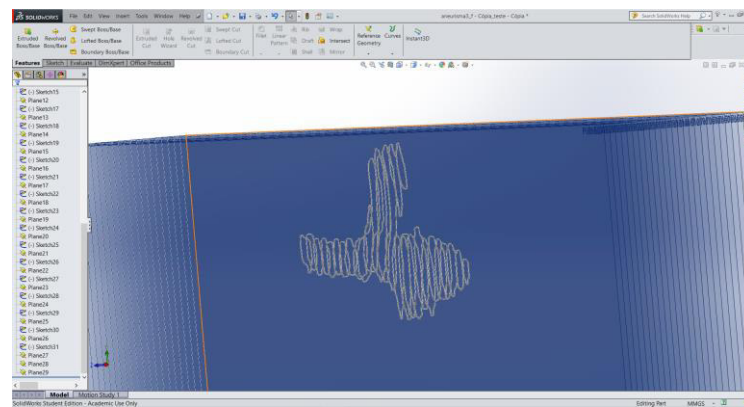 SOLIDWORKS File Edit View Insert Tools Window Help
aneurisma3_f - Cópia_teste - Cópia *
Search SolidWorks Help
Extruded Boss/Base
Revolved Boss/Base
Swept Boss/Base
Lofted Boss/Base
Boundary Boss/Base
Extruded Cut
Hole Wizard
Revolved Cut
Swept Cut
Lofted Cut
Boundary Cut
Fillet
Linear Pattern
Rib
Draft
Shell
Wrap
Intersect
Mirror
Reference Geometry
Curves
Instant3D
Features Sketch Evaluate DimXpert Office Products
(-) Sketch15
Plane12
(-) Sketch17
Plane13
(-) Sketch18
Plane14
(-) Sketch19
Plane15
(-) Sketch20
Plane16
(-) Sketch21
Plane17
(-) Sketch22
Plane18
(-) Sketch23
Plane19
(-) Sketch24
Plane20
(-) Sketch25
Plane21
(-) Sketch26
Plane22
(-) Sketch27
Plane23
(-) Sketch28
Plane24
(-) Sketch29
Plane25
(-) Sketch30
Plane26
(-) Sketch31
Plane27
Plane28
Plane29
Model Motion Study 1
SolidWorks Student Edition - Academic Use Only
Editing Part MMGS